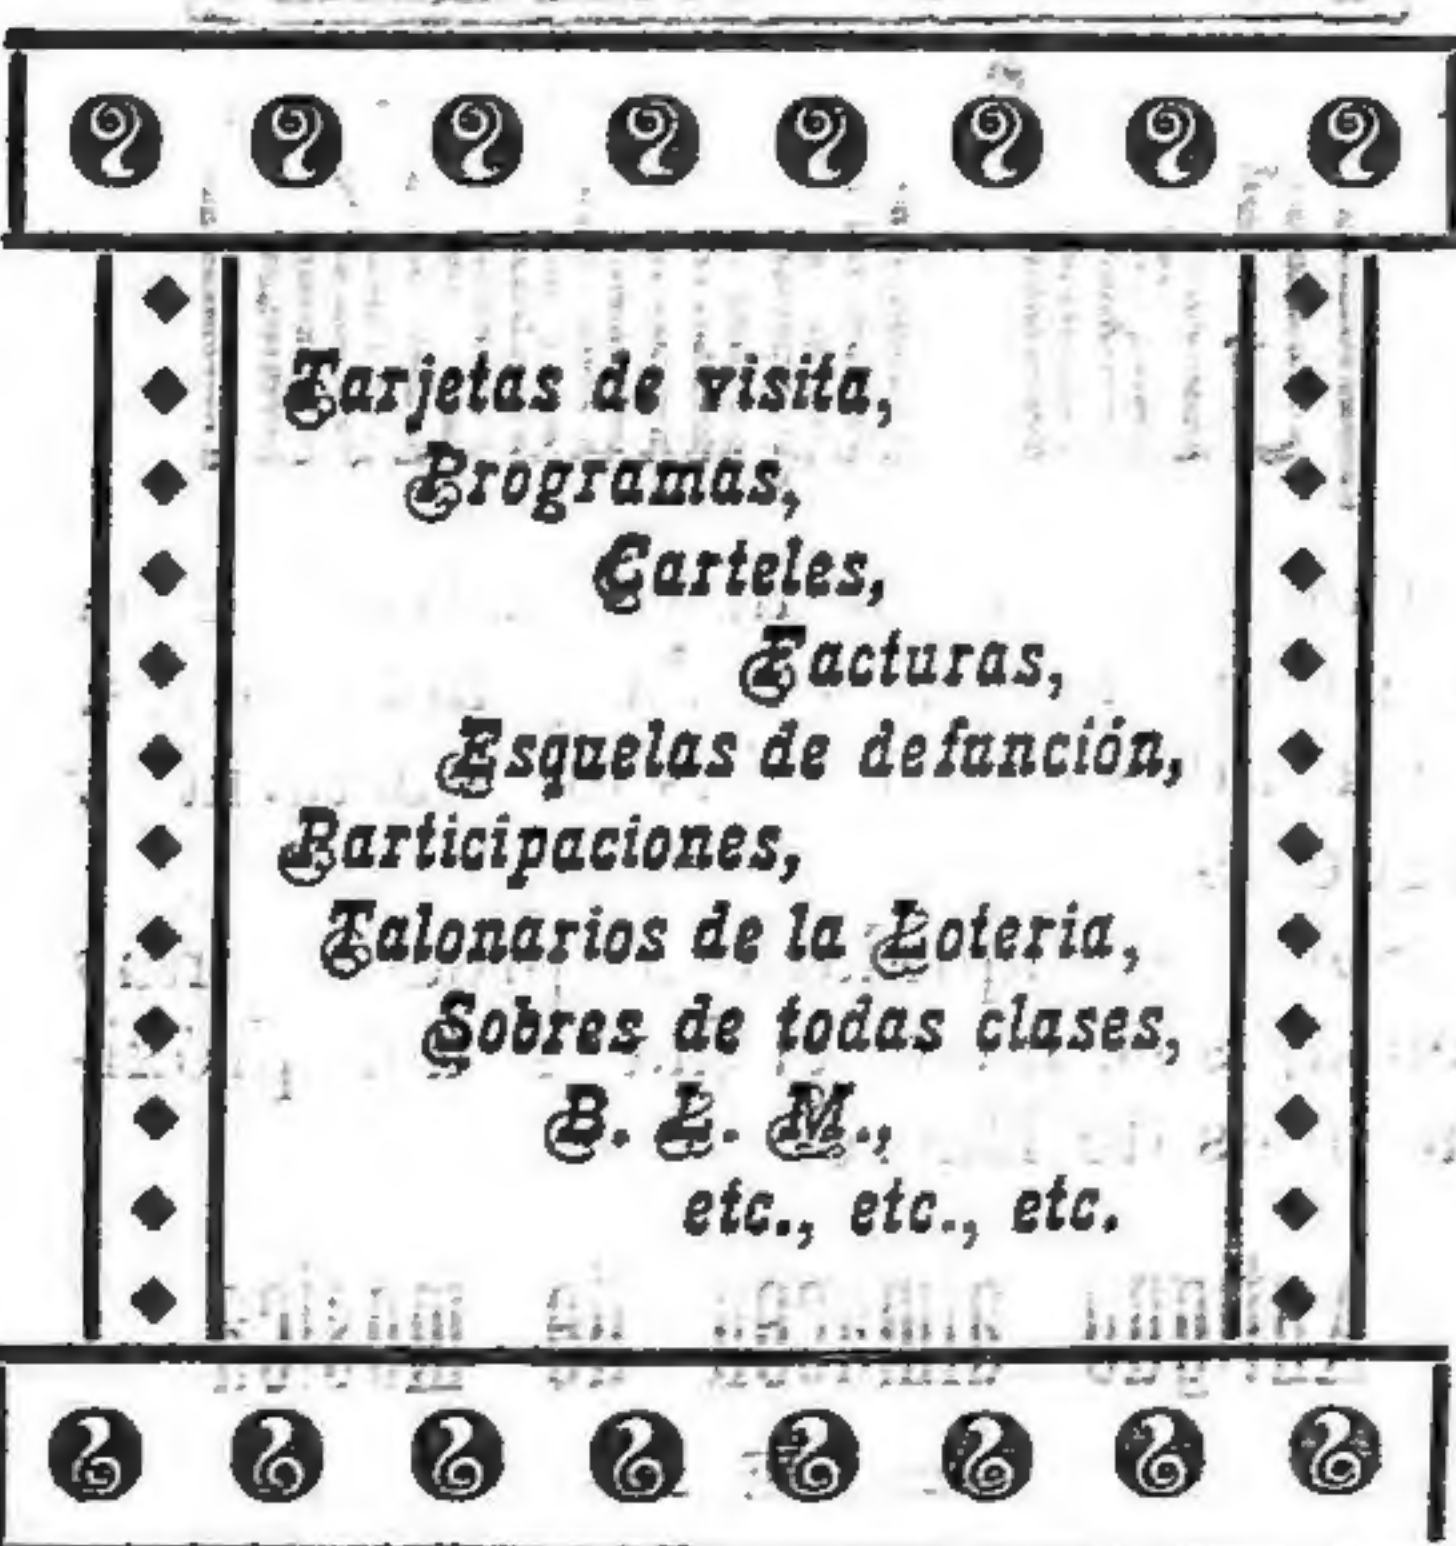 Tarjetas de visita,
Programas,
Carteles,
Facturas,
Esquelas de defunción,
Participaciones,
Talonarios de la Loteria,
Sobres de todas clases,
B. L. M.,
etc., etc., etc.